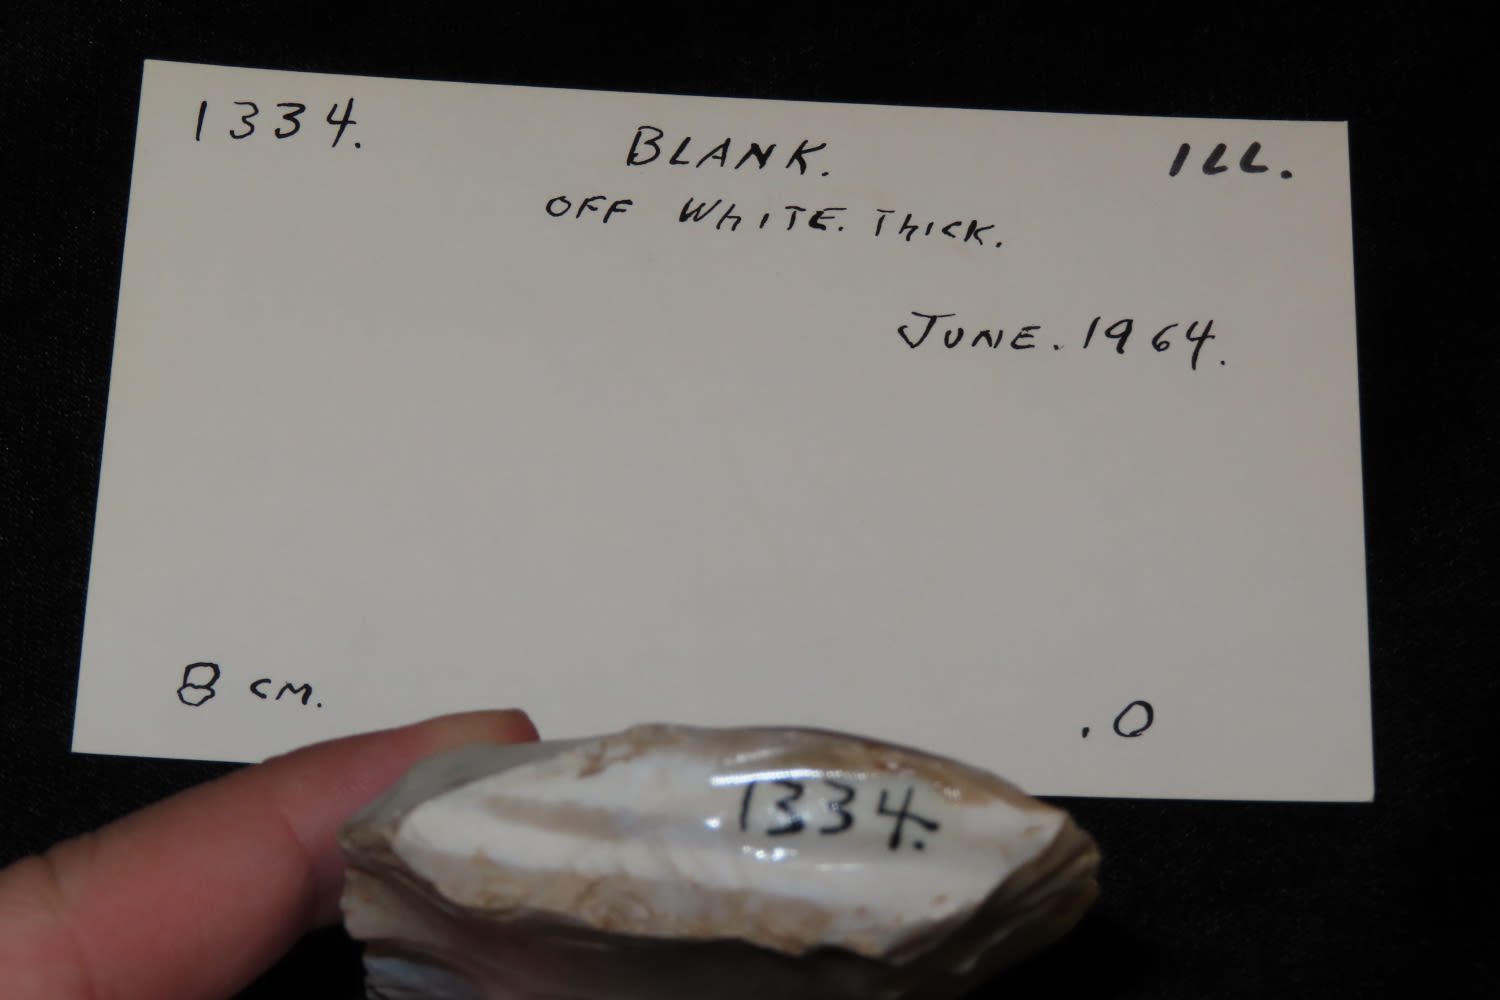 1334. BLANK. ILL.
OFF WHITE. THICK.
JUNE. 1964.
8 CM. .0
1334.